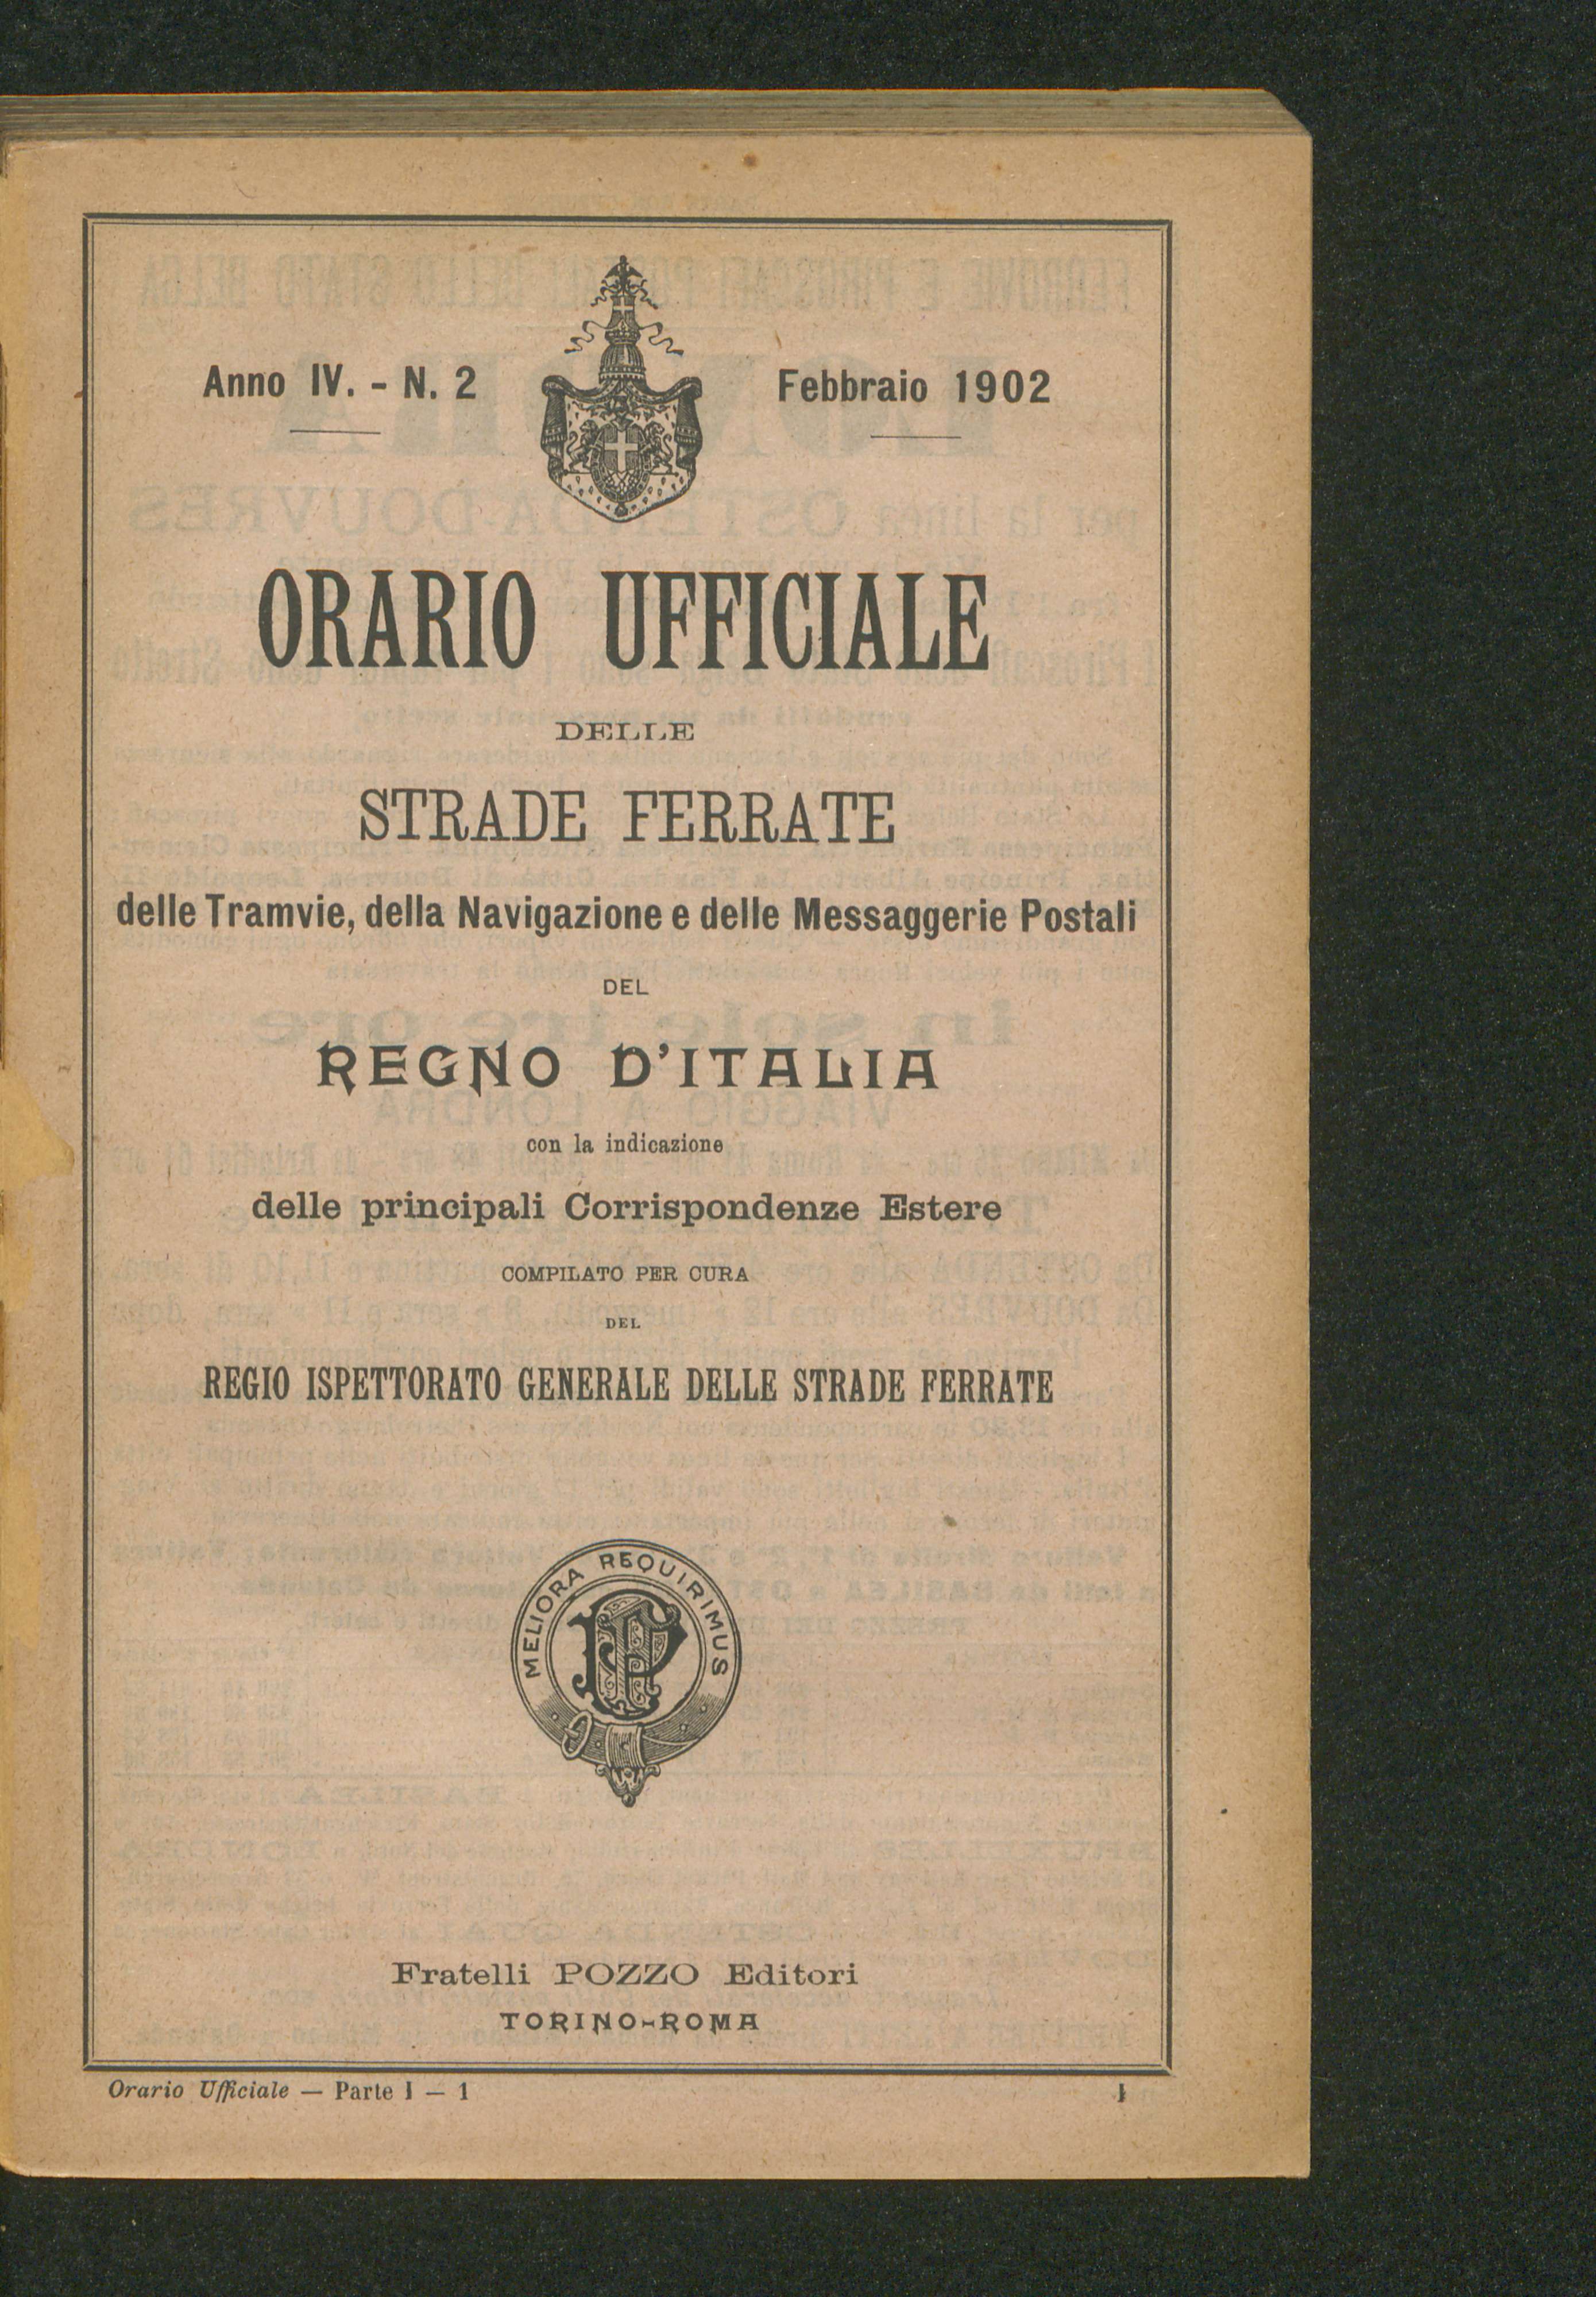 Anno IV. - N. 2
Febbraio 1902
ORARIO UFFICIALE
DELLE
STRADE FERRATE
delle Tramvie, della Navigazione e delle Messaggerie Postali
DEL
REGNO D'ITALIA
con la indicazione
delle principali Corrispondenze Estere
COMPILATO PER CURA
DEL
REGIO ISPETTORATO GENERALE DELLE STRADE FERRATE
MELIORA REQUIRIMUS
Fratelli POZZO Editori
TORINO-ROMA
Orario Ufficiale — Parte I — 1
I